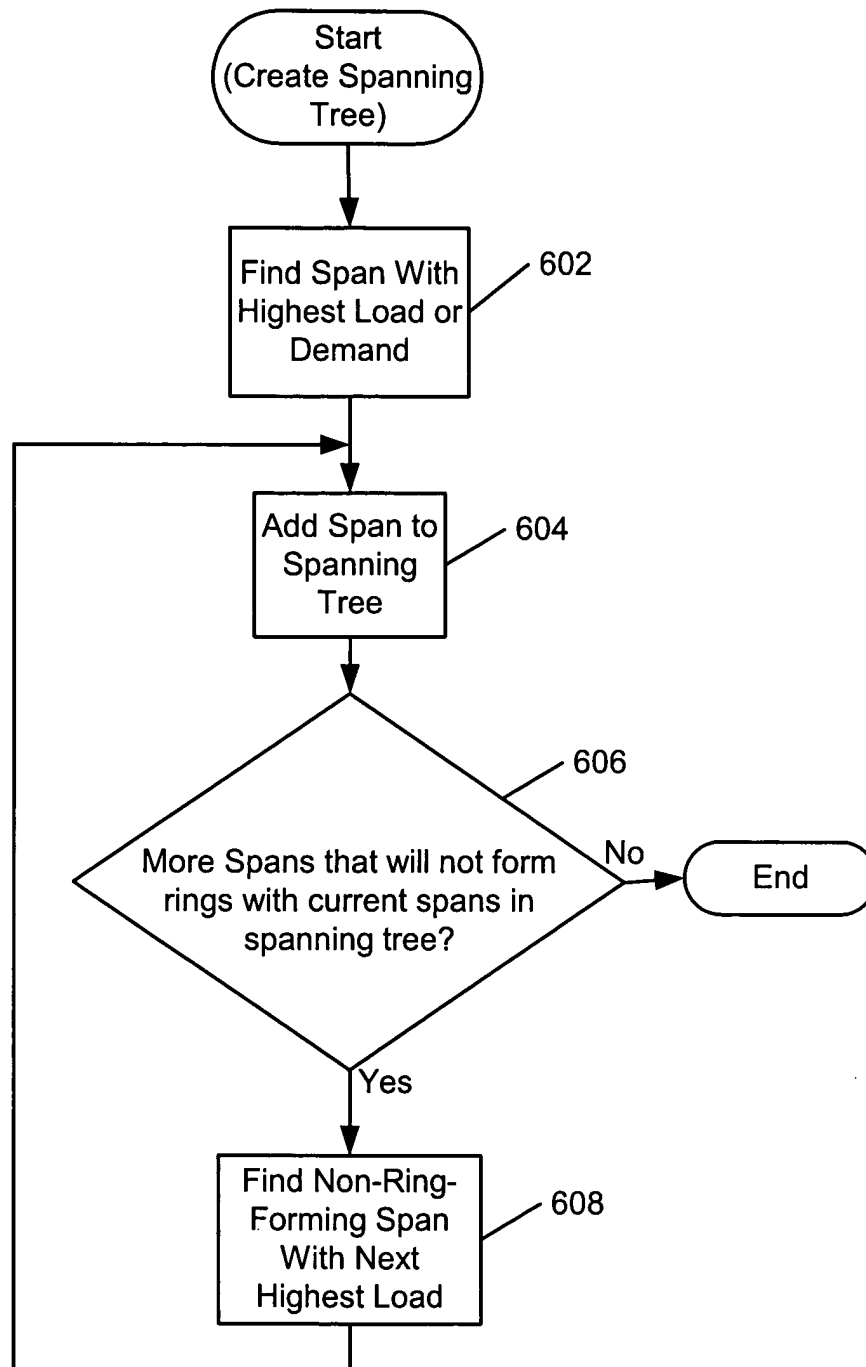 Start
(Create Spanning
Tree)
Find Span With
Highest Load or
Demand
602
Add Span to
Spanning
Tree
604
606
More Spans that will not form
rings with current spans in
spanning tree?
No
End
Yes
Find Non-Ring-
Forming Span
With Next
Highest Load
608